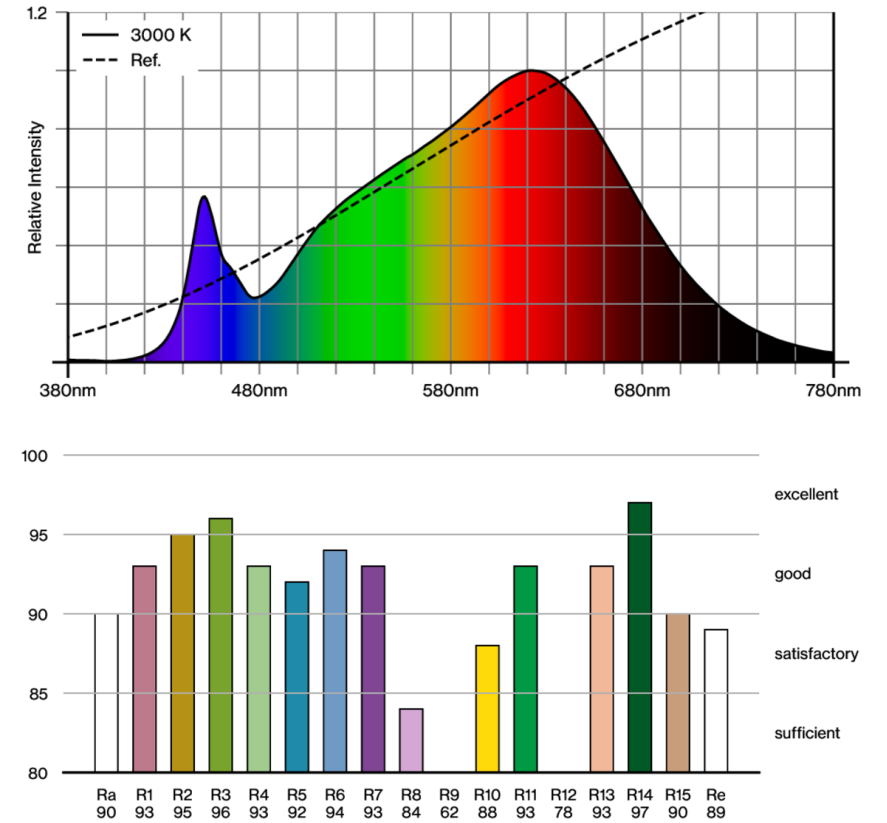 1.2
3000 K
Ref.
Relative Intensity
380nm 480nm 580nm 680nm 780nm
100
excellent
95
good
90
satisfactory
85
sufficient
80
Ra R1 R2 R3 R4 R5 R6 R7 R8 R9 R10 R11 R12 R13 R14 R15 Re
90 93 95 96 93 92 94 93 84 62 88 93 78 93 97 90 89